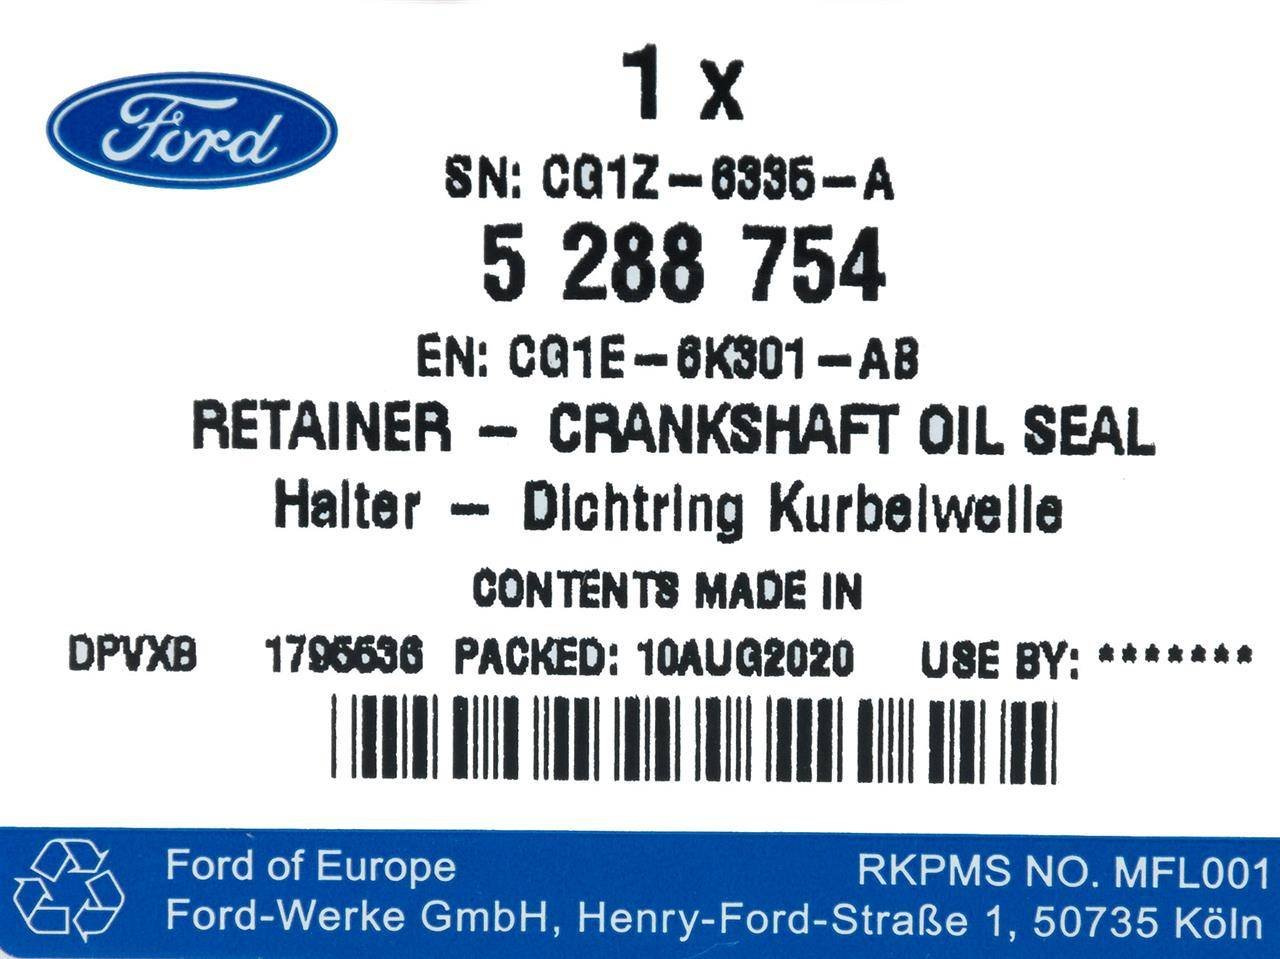 1 x
Ford
SN: CG1Z-6335-A
5 288 754
EN: CG1E-6K301-AB
RETAINER - CRANKSHAFT OIL SEAL
Halter - Dichtring Kurbelwelle
CONTENTS MADE IN
DPVXB 1795536 PACKED: 10AUG2020 USE BY: *******
Ford of Europe RKPMS NO. MFL001
Ford-Werke GmbH, Henry-Ford-Straße 1, 50735 Köln